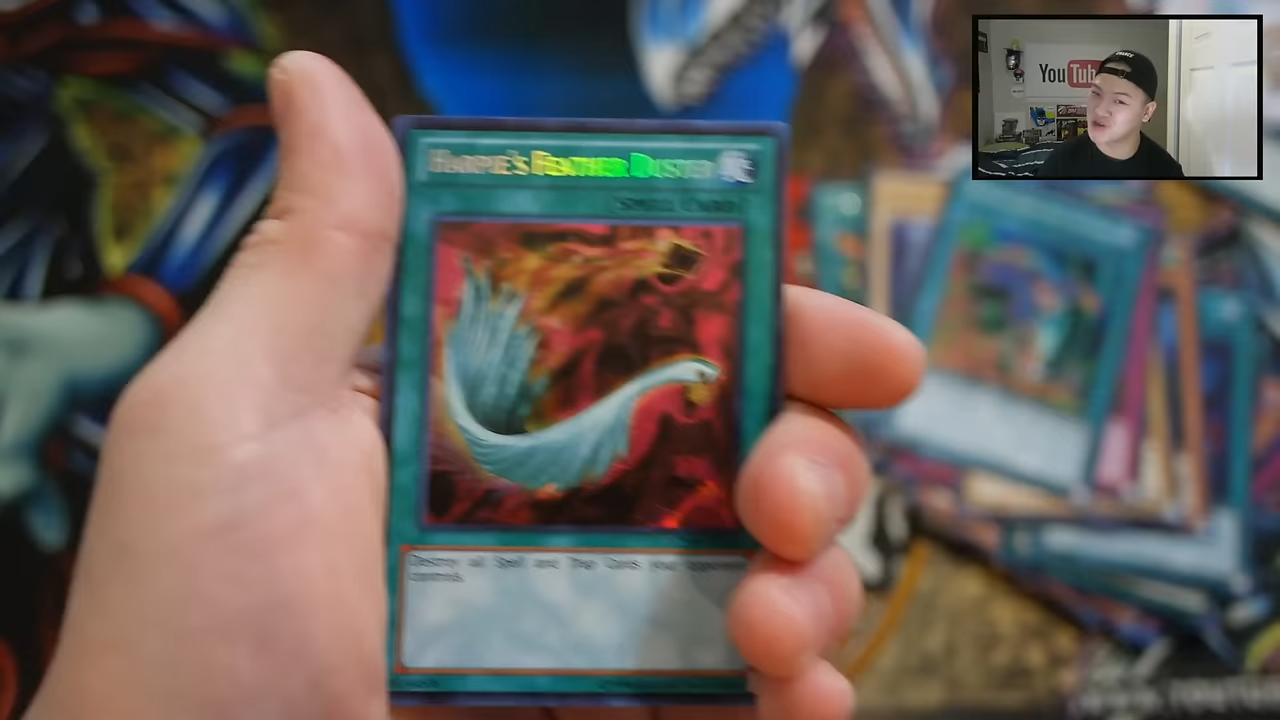 HARPIE'S FEATHER DUSTER
[SPELL CARD]
Destroy all Spell and Trap Cards your opponent
controls.
YouTube